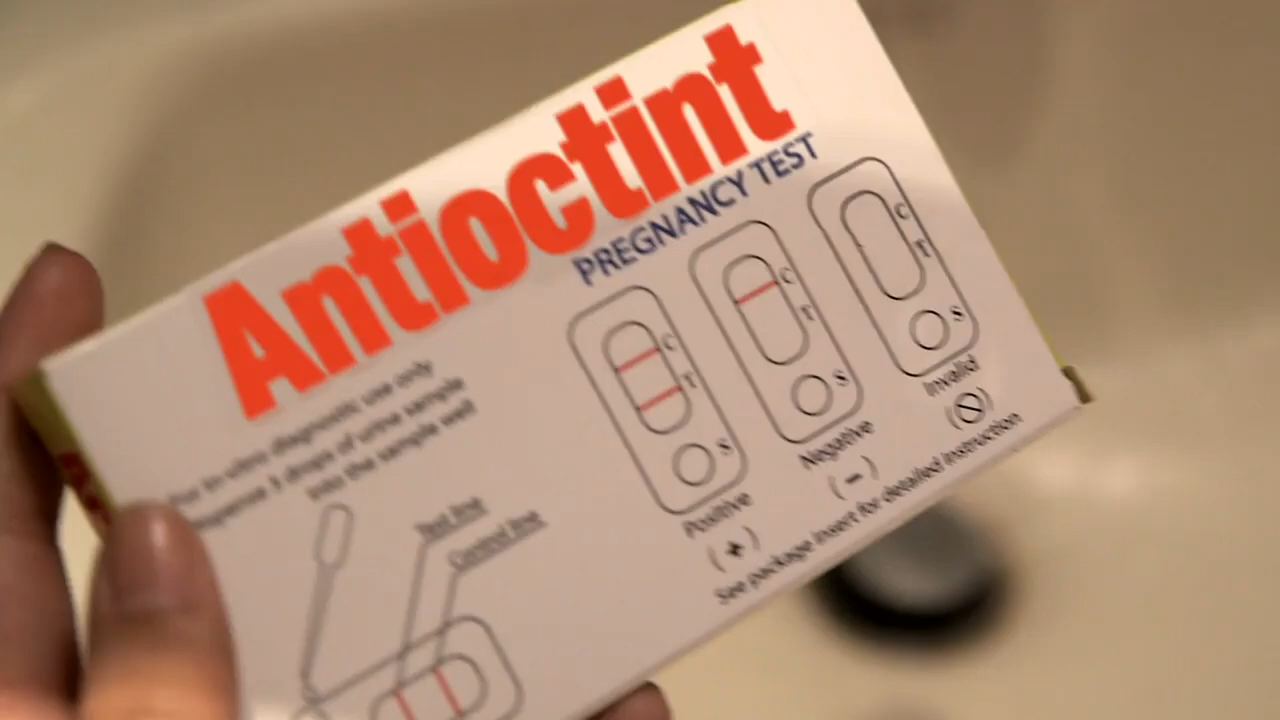 Antioctint
PREGNANCY TEST
For in-vitro diagnostic use only
Dispense 3 drops of urine sample
into the sample well
Test line
Control line
C
T
S
Positive
(+)
C
T
S
Negative
(-)
C
T
S
Invalid
See package insert for detailed instruction